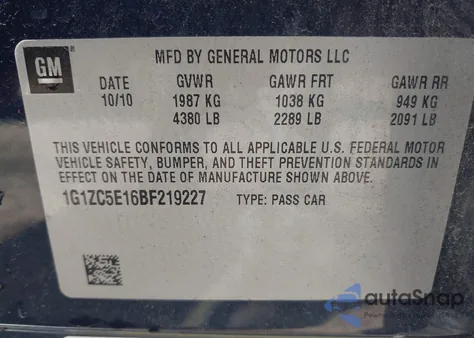 GM
MFD BY GENERAL MOTORS LLC
DATE GVWR GAWR FRT GAWR RR
10/10 1987 KG 1038 KG 949 KG
4380 LB 2289 LB 2091 LB
THIS VEHICLE CONFORMS TO ALL APPLICABLE U.S. FEDERAL MOTOR
VEHICLE SAFETY, BUMPER, AND THEFT PREVENTION STANDARDS
IN EFFECT ON THE DATE OF MANUFACTURE SHOWN ABOVE.
1G1ZC5E16BF219227 TYPE: PASS CAR
autoSnap